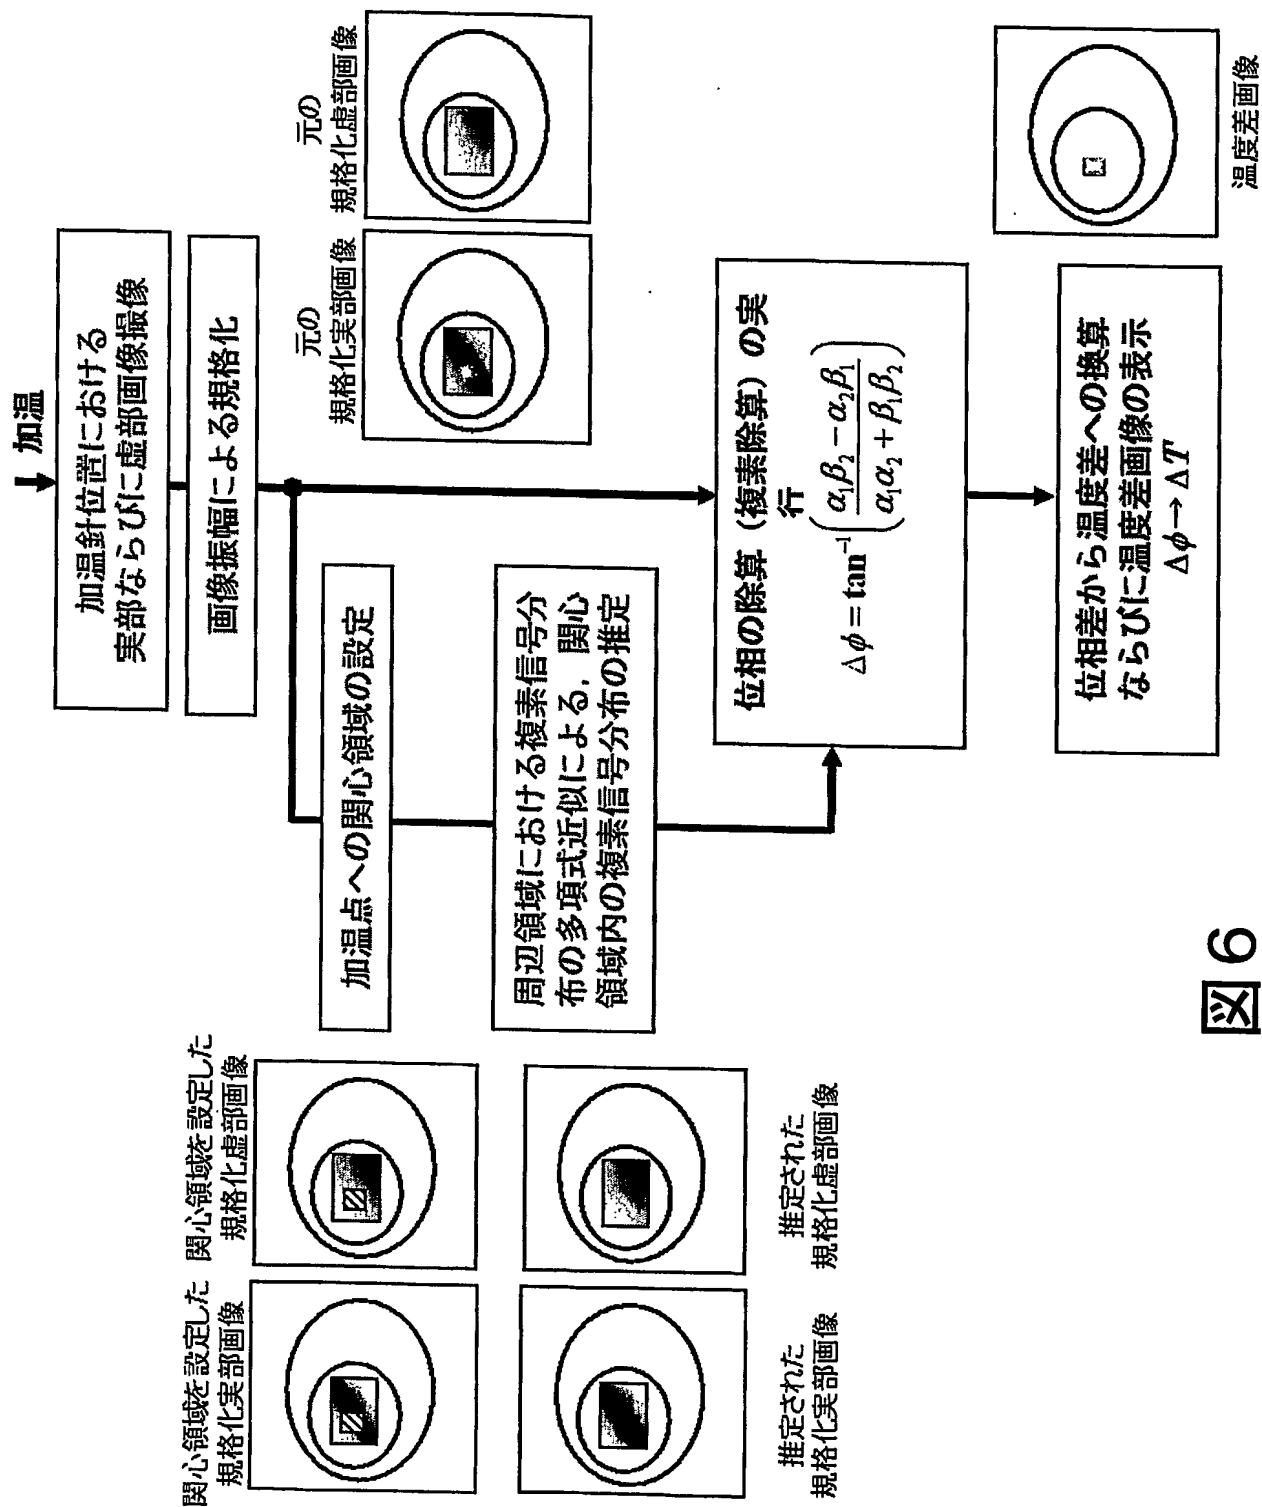 加温
加温針位置における
実部ならびに虚部画像撮像
画像振幅による規格化
元の
規格化実部画像
元の
規格化虚部画像
加温点への関心領域の設定
関心領域を設定した
規格化実部画像
関心領域を設定した
規格化虚部画像
周辺領域における複素信号分
布の多項式近似による，関心
領域内の複素信号分布の推定
推定された
規格化実部画像
推定された
規格化虚部画像
位相の除算（複素除算）の実
行
Δϕ = tan⁻¹((α₁β₂ − α₂β₁)/(α₁α₂ + β₁β₂))
位相差から温度差への換算
ならびに温度差画像の表示
Δϕ→ΔT
温度差画像
図6